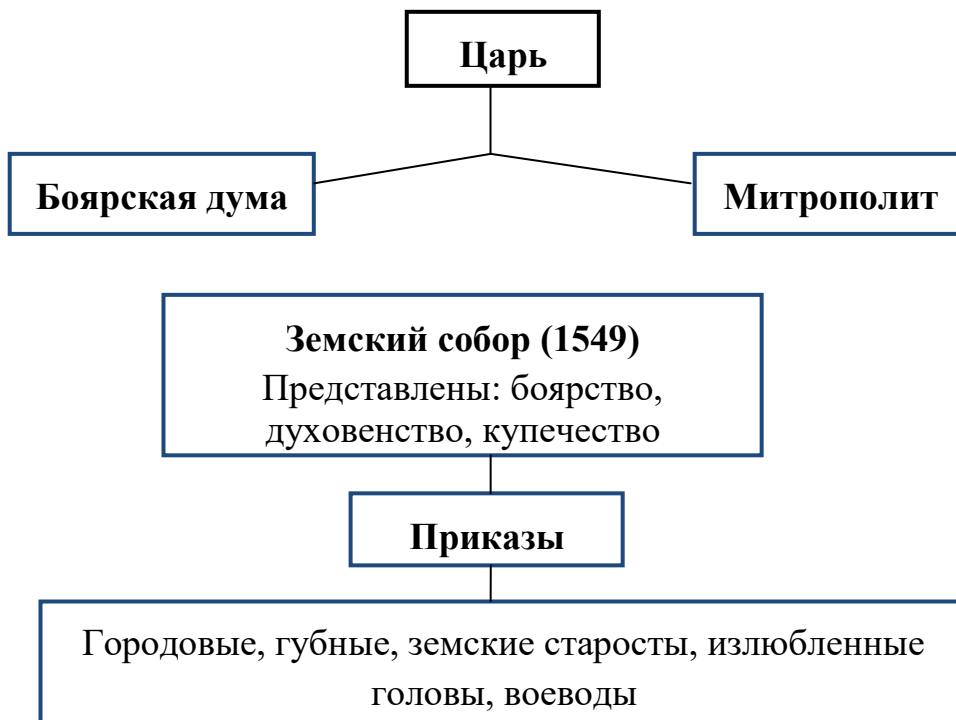 Царь
Боярская дума
Митрополит
Земский собор (1549)
Представлены: боярство,
духовенство, купечество
Приказы
Городовые, губные, земские старосты, излюбленные
головы, воеводы